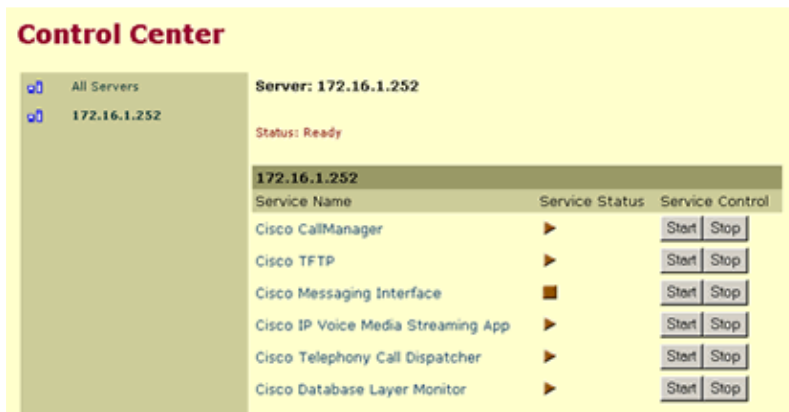 Control Center
All Servers
172.16.1.252
Server: 172.16.1.252
Status: Ready
172.16.1.252
Service Name Service Status Service Control
Cisco CallManager Start Stop
Cisco TFTP Start Stop
Cisco Messaging Interface Start Stop
Cisco IP Voice Media Streaming App Start Stop
Cisco Telephony Call Dispatcher Start Stop
Cisco Database Layer Monitor Start Stop